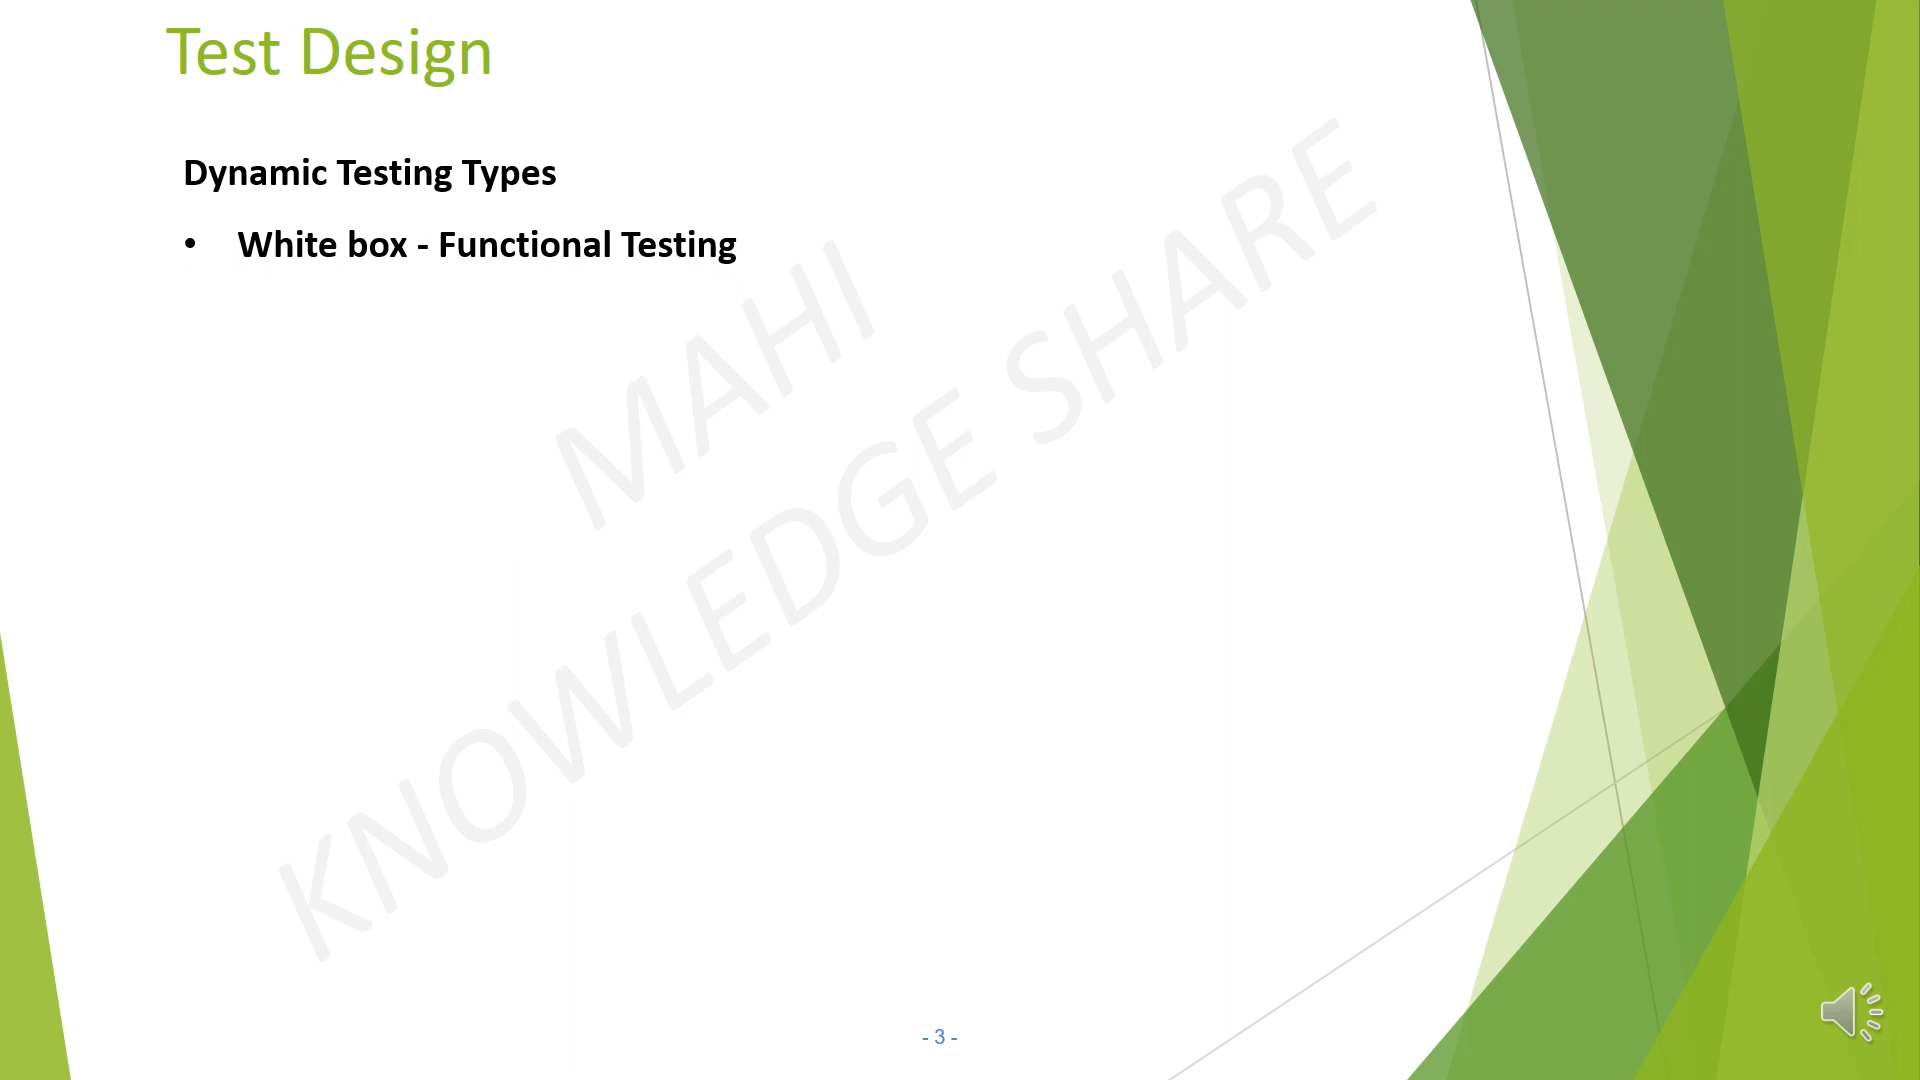 Test Design
Dynamic Testing Types
• White box - Functional Testing
MAHI
KNOWLEDGE SHARE
- 3 -